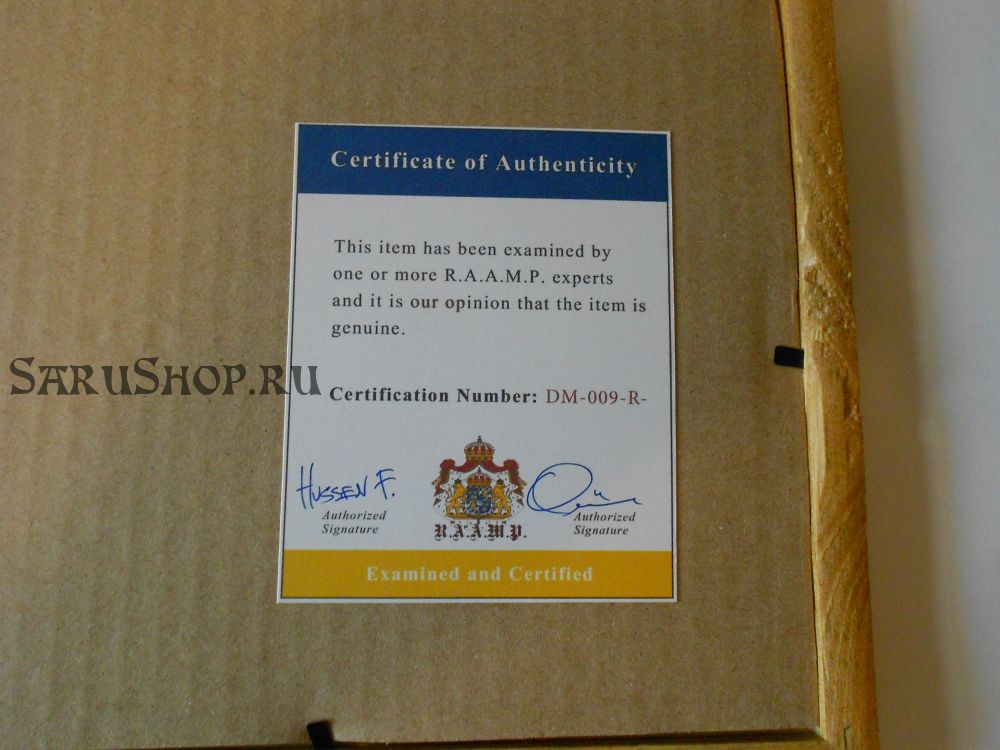 Certificate of Authenticity
This item has been examined by
one or more R.A.A.M.P. experts
and it is our opinion that the item is
genuine.
SARUSHOP.RU
Certification Number: DM-009-R-
HUSSEN F.
Authorized
Signature
R.A.A.M.P.
Authorized
Signature
Examined and Certified